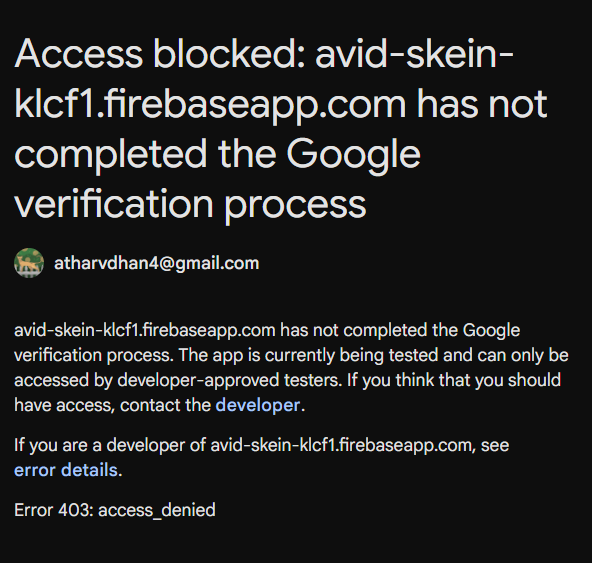 Access blocked: avid-skein-
klcf1.firebaseapp.com has not
completed the Google
verification process
atharvdhan4@gmail.com
avid-skein-klcf1.firebaseapp.com has not completed the Google
verification process. The app is currently being tested and can only be
accessed by developer-approved testers. If you think that you should
have access, contact the developer.
If you are a developer of avid-skein-klcf1.firebaseapp.com, see
error details.
Error 403: access_denied